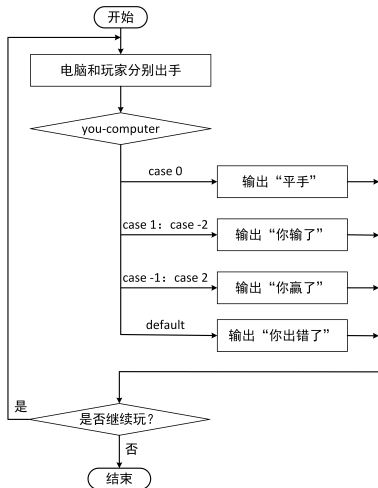 开始
电脑和玩家分别出手
you-computer
case 0
输出“平手”
case 1：case -2
输出“你输了”
case -1：case 2
输出“你赢了”
default
输出“你出错了”
是
是否继续玩？
否
结束